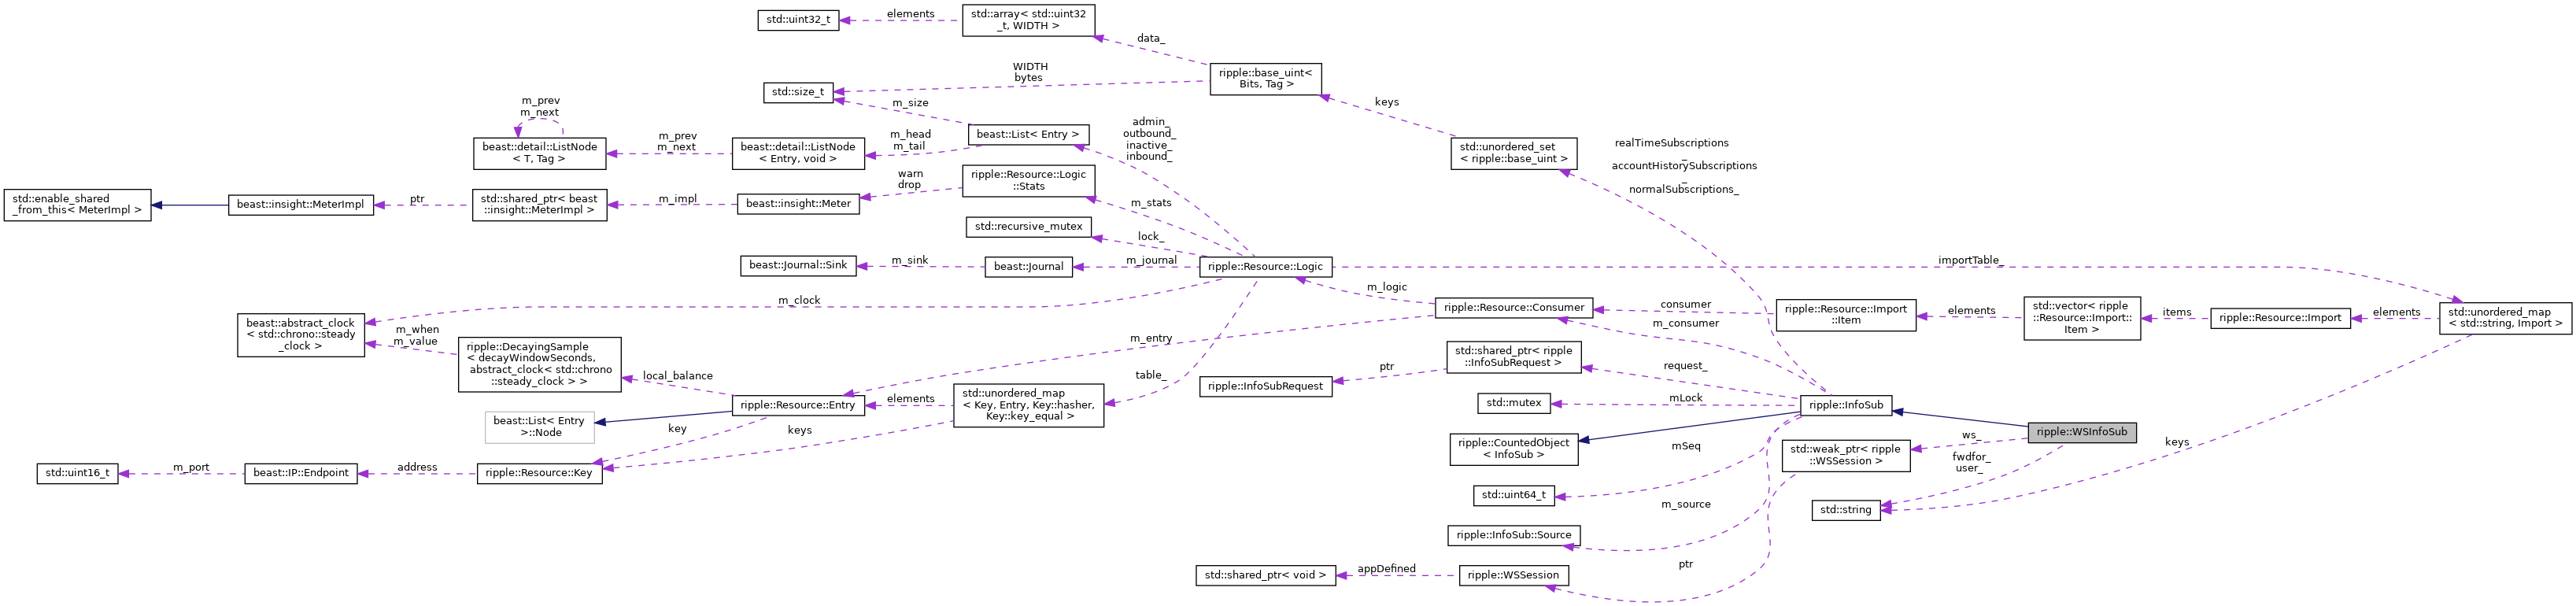 std::uint32_t
elements
std::array< std::uint32
_t, WIDTH >
data_
ripple::base_uint<
Bits, Tag >
WIDTH
bytes
std::size_t
m_size
keys
m_prev
m_next
beast::detail::ListNode
< T, Tag >
m_prev
m_next
beast::detail::ListNode
< Entry, void >
m_head
m_tail
beast::List< Entry >
admin_
outbound_
inactive_
inbound_
std::unordered_set
< ripple::base_uint >
realTimeSubscriptions
_
accountHistorySubscriptions
_
normalSubscriptions_
std::enable_shared
_from_this< MeterImpl >
beast::insight::MeterImpl
ptr
std::shared_ptr< beast
::insight::MeterImpl >
m_impl
beast::insight::Meter
warn
drop
ripple::Resource::Logic
::Stats
m_stats
std::recursive_mutex
lock_
beast::Journal::Sink
m_sink
beast::Journal
m_journal
ripple::Resource::Logic
importTable_
m_clock
m_logic
ripple::Resource::Consumer
consumer
ripple::Resource::Import
::Item
elements
std::vector< ripple
::Resource::Import::
Item >
items
ripple::Resource::Import
elements
std::unordered_map
< std::string, Import >
beast::abstract_clock
< std::chrono::steady
_clock >
m_when
m_value
ripple::DecayingSample
< decayWindowSeconds,
abstract_clock< std::chrono
::steady_clock > >
local_balance
m_entry
m_consumer
std::shared_ptr< ripple
::InfoSubRequest >
request_
ripple::InfoSubRequest
ptr
table_
beast::List< Entry
>::Node
ripple::Resource::Entry
elements
std::unordered_map
< Key, Entry, Key::hasher,
Key::key_equal >
std::mutex
mLock
ripple::InfoSub
ripple::WSInfoSub
key
keys
ripple::CountedObject
< InfoSub >
mSeq
std::weak_ptr< ripple
::WSSession >
ws_
fwdfor_
user_
keys
std::uint16_t
m_port
beast::IP::Endpoint
address
ripple::Resource::Key
std::uint64_t
m_source
std::string
ripple::InfoSub::Source
ptr
std::shared_ptr< void >
appDefined
ripple::WSSession